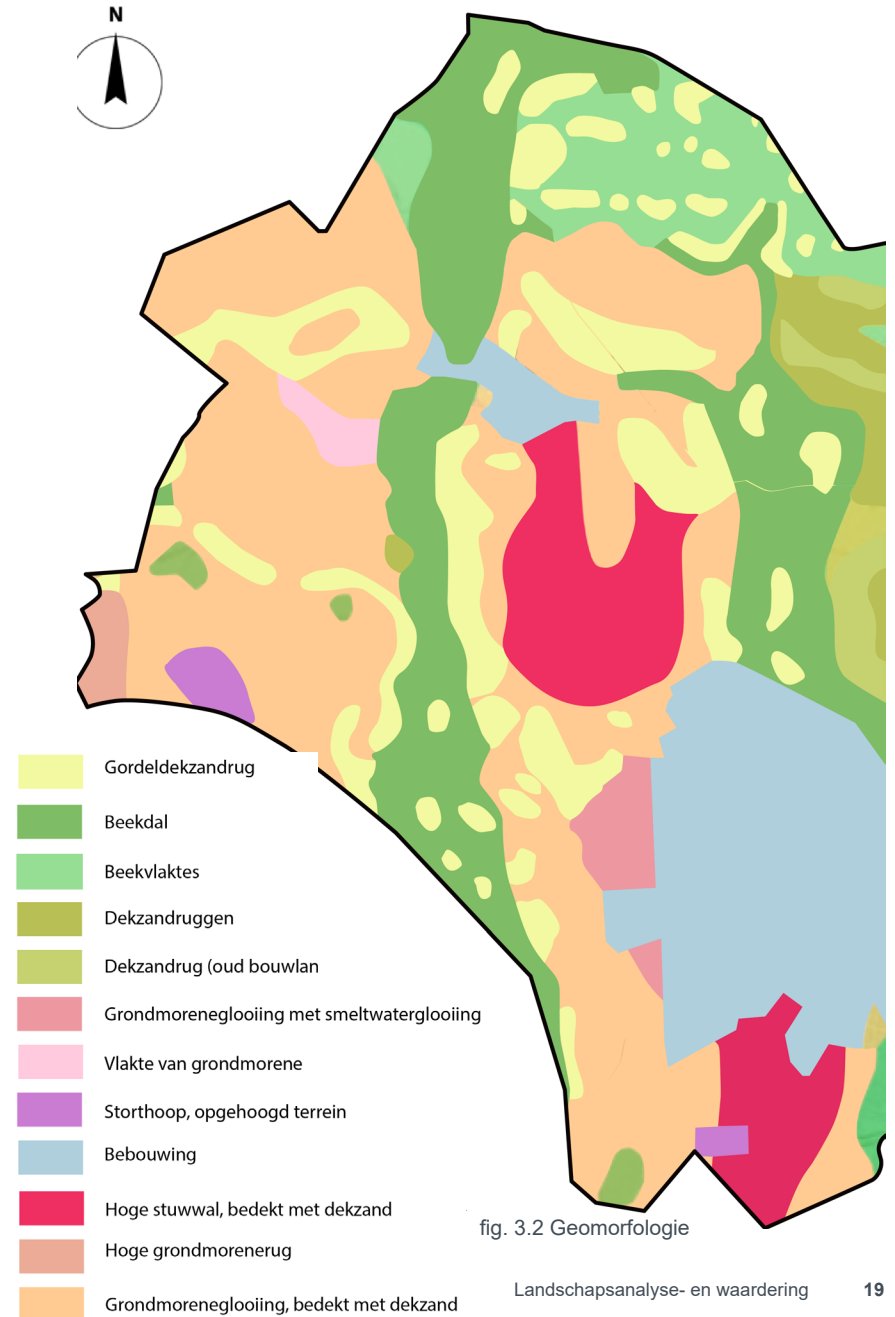 N
Gordeldekzandrug
Beekdal
Beekvlaktes
Dekzandruggen
Dekzandrug (oud bouwlan
Grondmoreneglooiing met smeltwaterglooiing
Vlakte van grondmorene
Storthoop, opgehoogd terrein
Bebouwing
Hoge stuwwal, bedekt met dekzand
Hoge grondmorenerug
Grondmoreneglooiing, bedekt met dekzand
fig. 3.2 Geomorfologie
Landschapsanalyse- en waardering 19